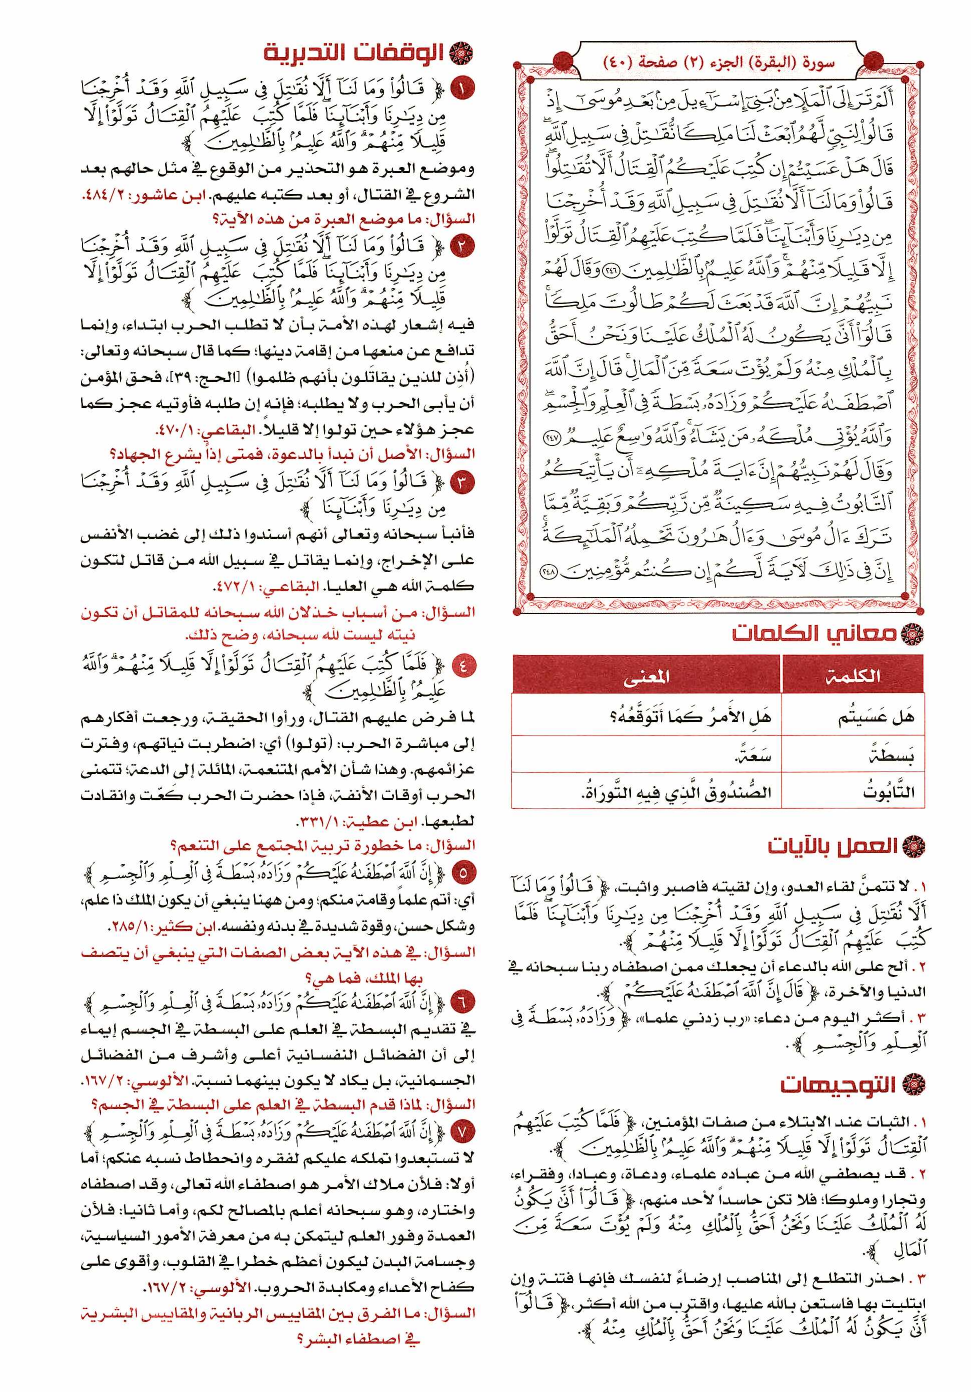 سورة (البقرة) الجزء (٢) صفحة (٤٠)
أَلَمْ تَرَ إِلَى ٱلْمَلَإِ مِنۢ بَنِىٓ إِسْرَٰٓءِيلَ مِنۢ بَعْدِ مُوسَىٰٓ إِذْ
قَالُوا۟ لِنَبِىٍّ لَّهُمُ ٱبْعَثْ لَنَا مَلِكًا نُّقَٰتِلْ فِى سَبِيلِ ٱللَّهِ ۖ
قَالَ هَلْ عَسَيْتُمْ إِن كُتِبَ عَلَيْكُمُ ٱلْقِتَالُ أَلَّا تُقَٰتِلُوا۟ ۖ
قَالُوا۟ وَمَا لَنَآ أَلَّا نُقَٰتِلَ فِى سَبِيلِ ٱللَّهِ وَقَدْ أُخْرِجْنَا
مِن دِيَٰرِنَا وَأَبْنَآئِنَا ۖ فَلَمَّا كُتِبَ عَلَيْهِمُ ٱلْقِتَالُ تَوَلَّوْا۟
إِلَّا قَلِيلًا مِّنْهُمْ ۗ وَٱللَّهُ عَلِيمٌۢ بِٱلظَّٰلِمِينَ ﴿٢٤٦﴾ وَقَالَ لَهُمْ
نَبِيُّهُمْ إِنَّ ٱللَّهَ قَدْ بَعَثَ لَكُمْ طَالُوتَ مَلِكًا ۚ
قَالُوٓا۟ أَنَّىٰ يَكُونُ لَهُ ٱلْمُلْكُ عَلَيْنَا وَنَحْنُ أَحَقُّ
بِٱلْمُلْكِ مِنْهُ وَلَمْ يُؤْتَ سَعَةً مِّنَ ٱلْمَالِ ۚ قَالَ إِنَّ ٱللَّهَ
ٱصْطَفَىٰهُ عَلَيْكُمْ وَزَادَهُۥ بَسْطَةً فِى ٱلْعِلْمِ وَٱلْجِسْمِ ۖ
وَٱللَّهُ يُؤْتِى مُلْكَهُۥ مَن يَشَآءُ ۚ وَٱللَّهُ وَٰسِعٌ عَلِيمٌ ﴿٢٤٧﴾
وَقَالَ لَهُمْ نَبِيُّهُمْ إِنَّ ءَايَةَ مُلْكِهِۦٓ أَن يَأْتِيَكُمُ
ٱلتَّابُوتُ فِيهِ سَكِينَةٌ مِّن رَّبِّكُمْ وَبَقِيَّةٌ مِّمَّا
تَرَكَ ءَالُ مُوسَىٰ وَءَالُ هَٰرُونَ تَحْمِلُهُ ٱلْمَلَٰٓئِكَةُ ۚ
إِنَّ فِى ذَٰلِكَ لَءَايَةً لَّكُمْ إِن كُنتُم مُّؤْمِنِينَ ﴿٢٤٨﴾
معاني الكلمات
الكلمة المعنى
هَل عَسَيتُم هَلِ الأَمرُ كَمَا أَتَوَقَّعُهُ؟
بَسطَةً سَعَةً.
التَّابُوتُ الصُّندُوقُ الَّذِي فِيهِ التَّورَاةُ.
العمل بالآيات
١. لا تتمنَّ لقاء العدو، وإن لقيته فاصبر واثبت، ﴿ قَالُوا۟ وَمَا لَنَآ
أَلَّا نُقَٰتِلَ فِى سَبِيلِ ٱللَّهِ وَقَدْ أُخْرِجْنَا مِن دِيَٰرِنَا وَأَبْنَآئِنَا ۖ فَلَمَّا
كُتِبَ عَلَيْهِمُ ٱلْقِتَالُ تَوَلَّوْا۟ إِلَّا قَلِيلًا مِّنْهُمْ ﴾.
٢. ألح على الله بالدعاء أن يجعلك ممن اصطفاه ربنا سبحانه في
الدنيا والآخرة، ﴿ قَالَ إِنَّ ٱللَّهَ ٱصْطَفَىٰهُ عَلَيْكُمْ ﴾.
٣. أكثر اليوم من دعاء: «رب زدني علما»، ﴿ وَزَادَهُۥ بَسْطَةً فِى
ٱلْعِلْمِ وَٱلْجِسْمِ ﴾.
التوجيهات
١. الثبات عند الابتلاء من صفات المؤمنين، ﴿ فَلَمَّا كُتِبَ عَلَيْهِمُ
ٱلْقِتَالُ تَوَلَّوْا۟ إِلَّا قَلِيلًا مِّنْهُمْ ۗ وَٱللَّهُ عَلِيمٌۢ بِٱلظَّٰلِمِينَ ﴾.
٢. قد يصطفي الله من عباده علماء، ودعاة، وعبادا، وفقراء،
وتجارا وملوكا؛ فلا تكن حاسداً لأحد منهم، ﴿ قَالُوٓا۟ أَنَّىٰ يَكُونُ
لَهُ ٱلْمُلْكُ عَلَيْنَا وَنَحْنُ أَحَقُّ بِٱلْمُلْكِ مِنْهُ وَلَمْ يُؤْتَ سَعَةً مِّنَ
ٱلْمَالِ ﴾.
٣. احذر التطلع إلى المناصب إرضاءً لنفسك فإنها فتنة وإن
ابتليت بها فاستعن بالله عليها، واقترب من الله أكثر، ﴿ قَالُوٓا۟
أَنَّىٰ يَكُونُ لَهُ ٱلْمُلْكُ عَلَيْنَا وَنَحْنُ أَحَقُّ بِٱلْمُلْكِ مِنْهُ ﴾.
الوقفات التدبرية
١ ﴿ قَالُوا۟ وَمَا لَنَآ أَلَّا نُقَٰتِلَ فِى سَبِيلِ ٱللَّهِ وَقَدْ أُخْرِجْنَا
مِن دِيَٰرِنَا وَأَبْنَآئِنَا ۖ فَلَمَّا كُتِبَ عَلَيْهِمُ ٱلْقِتَالُ تَوَلَّوْا۟ إِلَّا
قَلِيلًا مِّنْهُمْ ۗ وَٱللَّهُ عَلِيمٌۢ بِٱلظَّٰلِمِينَ ﴾
وموضع العبرة هو التحذير من الوقوع في مثل حالهم بعد
الشروع في القتال، أو بعد كتبه عليهم. ابن عاشور: ٤٨٤/٢.
السؤال: ما موضع العبرة من هذه الآية؟
٢ ﴿ قَالُوا۟ وَمَا لَنَآ أَلَّا نُقَٰتِلَ فِى سَبِيلِ ٱللَّهِ وَقَدْ أُخْرِجْنَا
مِن دِيَٰرِنَا وَأَبْنَآئِنَا ۖ فَلَمَّا كُتِبَ عَلَيْهِمُ ٱلْقِتَالُ تَوَلَّوْا۟ إِلَّا
قَلِيلًا مِّنْهُمْ ۗ وَٱللَّهُ عَلِيمٌۢ بِٱلظَّٰلِمِينَ ﴾
فيه إشعار لهذه الأمة بأن لا تطلب الحرب ابتداء، وإنما
تدافع عن منعها من إقامة دينها؛ كما قال سبحانه وتعالى:
(أُذِن للذين يقاتَلون بأنهم ظلموا) [الحج: ٣٩]، فحق المؤمن
أن يأبى الحرب ولا يطلبه؛ فإنه إن طلبه فأوتيه عجز كما
عجز هؤلاء حين تولوا إلا قليلاً. البقاعي: ٤٧٠/١.
السؤال: الأصل أن نبدأ بالدعوة، فمتى إذاً يشرع الجهاد؟
٣ ﴿ قَالُوا۟ وَمَا لَنَآ أَلَّا نُقَٰتِلَ فِى سَبِيلِ ٱللَّهِ وَقَدْ أُخْرِجْنَا
مِن دِيَٰرِنَا وَأَبْنَآئِنَا ﴾
فأنبأ سبحانه وتعالى أنهم أسندوا ذلك إلى غضب الأنفس
على الإخراج، وإنما يقاتل في سبيل الله من قاتل لتكون
كلمة الله هي العليا. البقاعي: ٤٧٢/١.
السؤال: من أسباب خذلان الله سبحانه للمقاتل أن تكون
نيته ليست لله سبحانه، وضح ذلك.
٤ ﴿ فَلَمَّا كُتِبَ عَلَيْهِمُ ٱلْقِتَالُ تَوَلَّوْا۟ إِلَّا قَلِيلًا مِّنْهُمْ ۗ وَٱللَّهُ
عَلِيمٌۢ بِٱلظَّٰلِمِينَ ﴾
لما فرض عليهم القتال، ورأوا الحقيقة، ورجعت أفكارهم
إلى مباشرة الحرب: (تولوا) أي: اضطربت نياتهم، وفترت
عزائمهم. وهذا شأن الأمم المتنعمة، المائلة إلى الدعة؛ تتمنى
الحرب أوقات الأنفة، فإذا حضرت الحرب كَعَّت وانقادت
لطبعها. ابن عطية: ٣٣١/١.
السؤال: ما خطورة تربية المجتمع على التنعم؟
٥ ﴿ إِنَّ ٱللَّهَ ٱصْطَفَىٰهُ عَلَيْكُمْ وَزَادَهُۥ بَسْطَةً فِى ٱلْعِلْمِ وَٱلْجِسْمِ ﴾
أي: أتم علماً وقامة منكم؛ ومن ههنا ينبغي أن يكون الملك ذا علم،
وشكل حسن، وقوة شديدة في بدنه ونفسه. ابن كثير: ٢٨٥/١.
السؤال: في هذه الآية بعض الصفات التي ينبغي أن يتصف
بها الملك، فما هي؟
٦ ﴿ إِنَّ ٱللَّهَ ٱصْطَفَىٰهُ عَلَيْكُمْ وَزَادَهُۥ بَسْطَةً فِى ٱلْعِلْمِ وَٱلْجِسْمِ ﴾
في تقديم البسطة في العلم على البسطة في الجسم إيماء
إلى أن الفضائل النفسانية أعلى وأشرف من الفضائل
الجسمانية، بل يكاد لا يكون بينهما نسبة. الألوسي: ١٦٧/٢.
السؤال: لماذا قدم البسطة في العلم على البسطة في الجسم؟
٧ ﴿ إِنَّ ٱللَّهَ ٱصْطَفَىٰهُ عَلَيْكُمْ وَزَادَهُۥ بَسْطَةً فِى ٱلْعِلْمِ وَٱلْجِسْمِ ﴾
لا تستبعدوا تملكه عليكم لفقره وانحطاط نسبه عنكم؛ أما
أولا: فلأن ملاك الأمر هو اصطفاء الله تعالى، وقد اصطفاه
واختاره، وهو سبحانه أعلم بالمصالح لكم، وأما ثانيا: فلأن
العمدة وفور العلم ليتمكن به من معرفة الأمور السياسية،
وجسامة البدن ليكون أعظم خطرا في القلوب، وأقوى على
كفاح الأعداء ومكابدة الحروب. الألوسي: ١٦٧/٢.
السؤال: ما الفرق بين المقاييس الربانية والمقاييس البشرية
في اصطفاء البشر؟